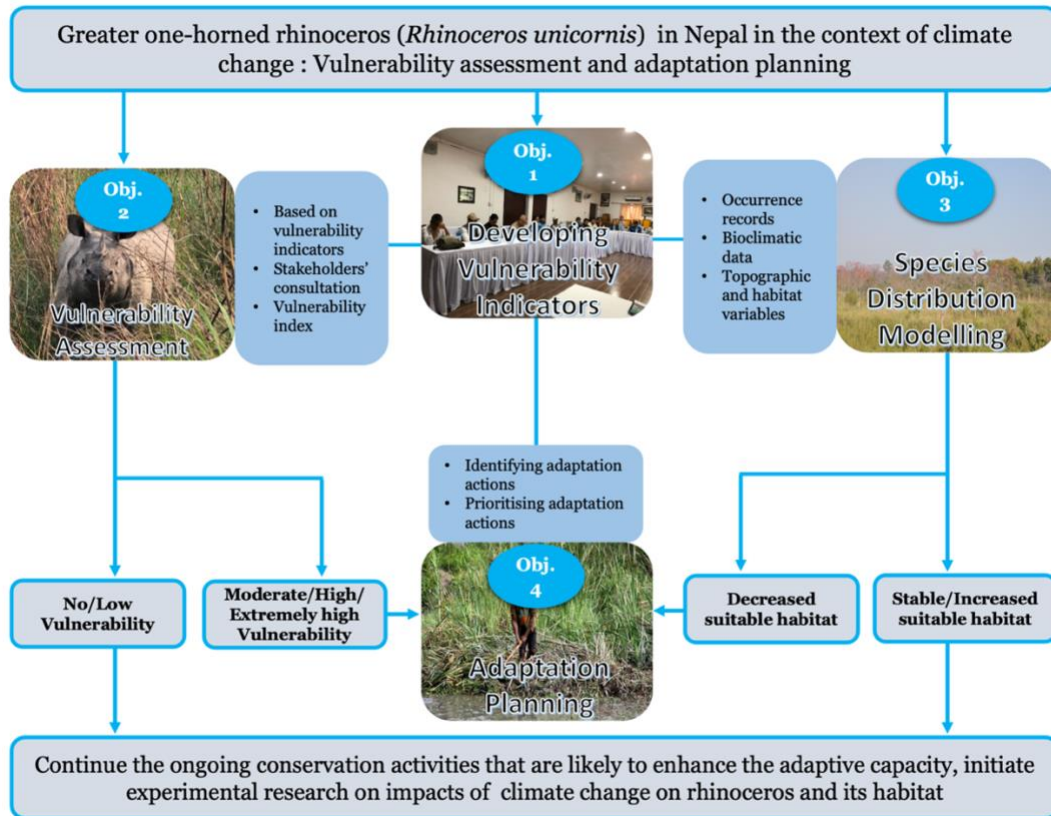 Greater one-horned rhinoceros (Rhinoceros unicornis) in Nepal in the context of climate
change : Vulnerability assessment and adaptation planning
Obj.
2
Vulnerability
Assessment
• Based on
vulnerability
indicators
• Stakeholders'
consultation
• Vulnerability
index
Obj.
1
Developing
Vulnerability
Indicators
• Occurrence
records
• Bioclimatic
data
• Topographic
and habitat
variables
Obj.
3
Species
Distribution
Modelling
• Identifying adaptation
actions
• Prioritising adaptation
actions
Obj.
4
Adaptation
Planning
No/Low
Vulnerability
Moderate/High/
Extremely high
Vulnerability
Decreased
suitable habitat
Stable/Increased
suitable habitat
Continue the ongoing conservation activities that are likely to enhance the adaptive capacity, initiate
experimental research on impacts of climate change on rhinoceros and its habitat